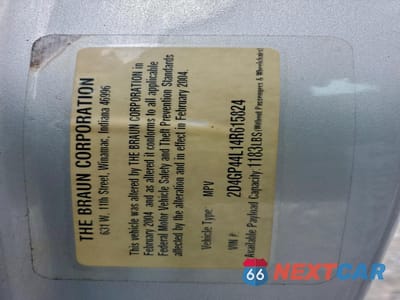 THE BRAUN CORPORATION
631 W. 11th Street, Winamac, Indiana 46996
This vehicle was altered by THE BRAUN CORPORATION in
February 2004 and as altered it conforms to all applicable
Federal Motor Vehicle Safety and Theft Prevention Standards
affected by the alteration and in effect in February 2004.
Vehicle Type: MPV
VIN #: 2D4GP44L14R615824
Available Payload Capacity: 1183LBS (Without Passengers & Wheelchairs)
66 NEXTCAR